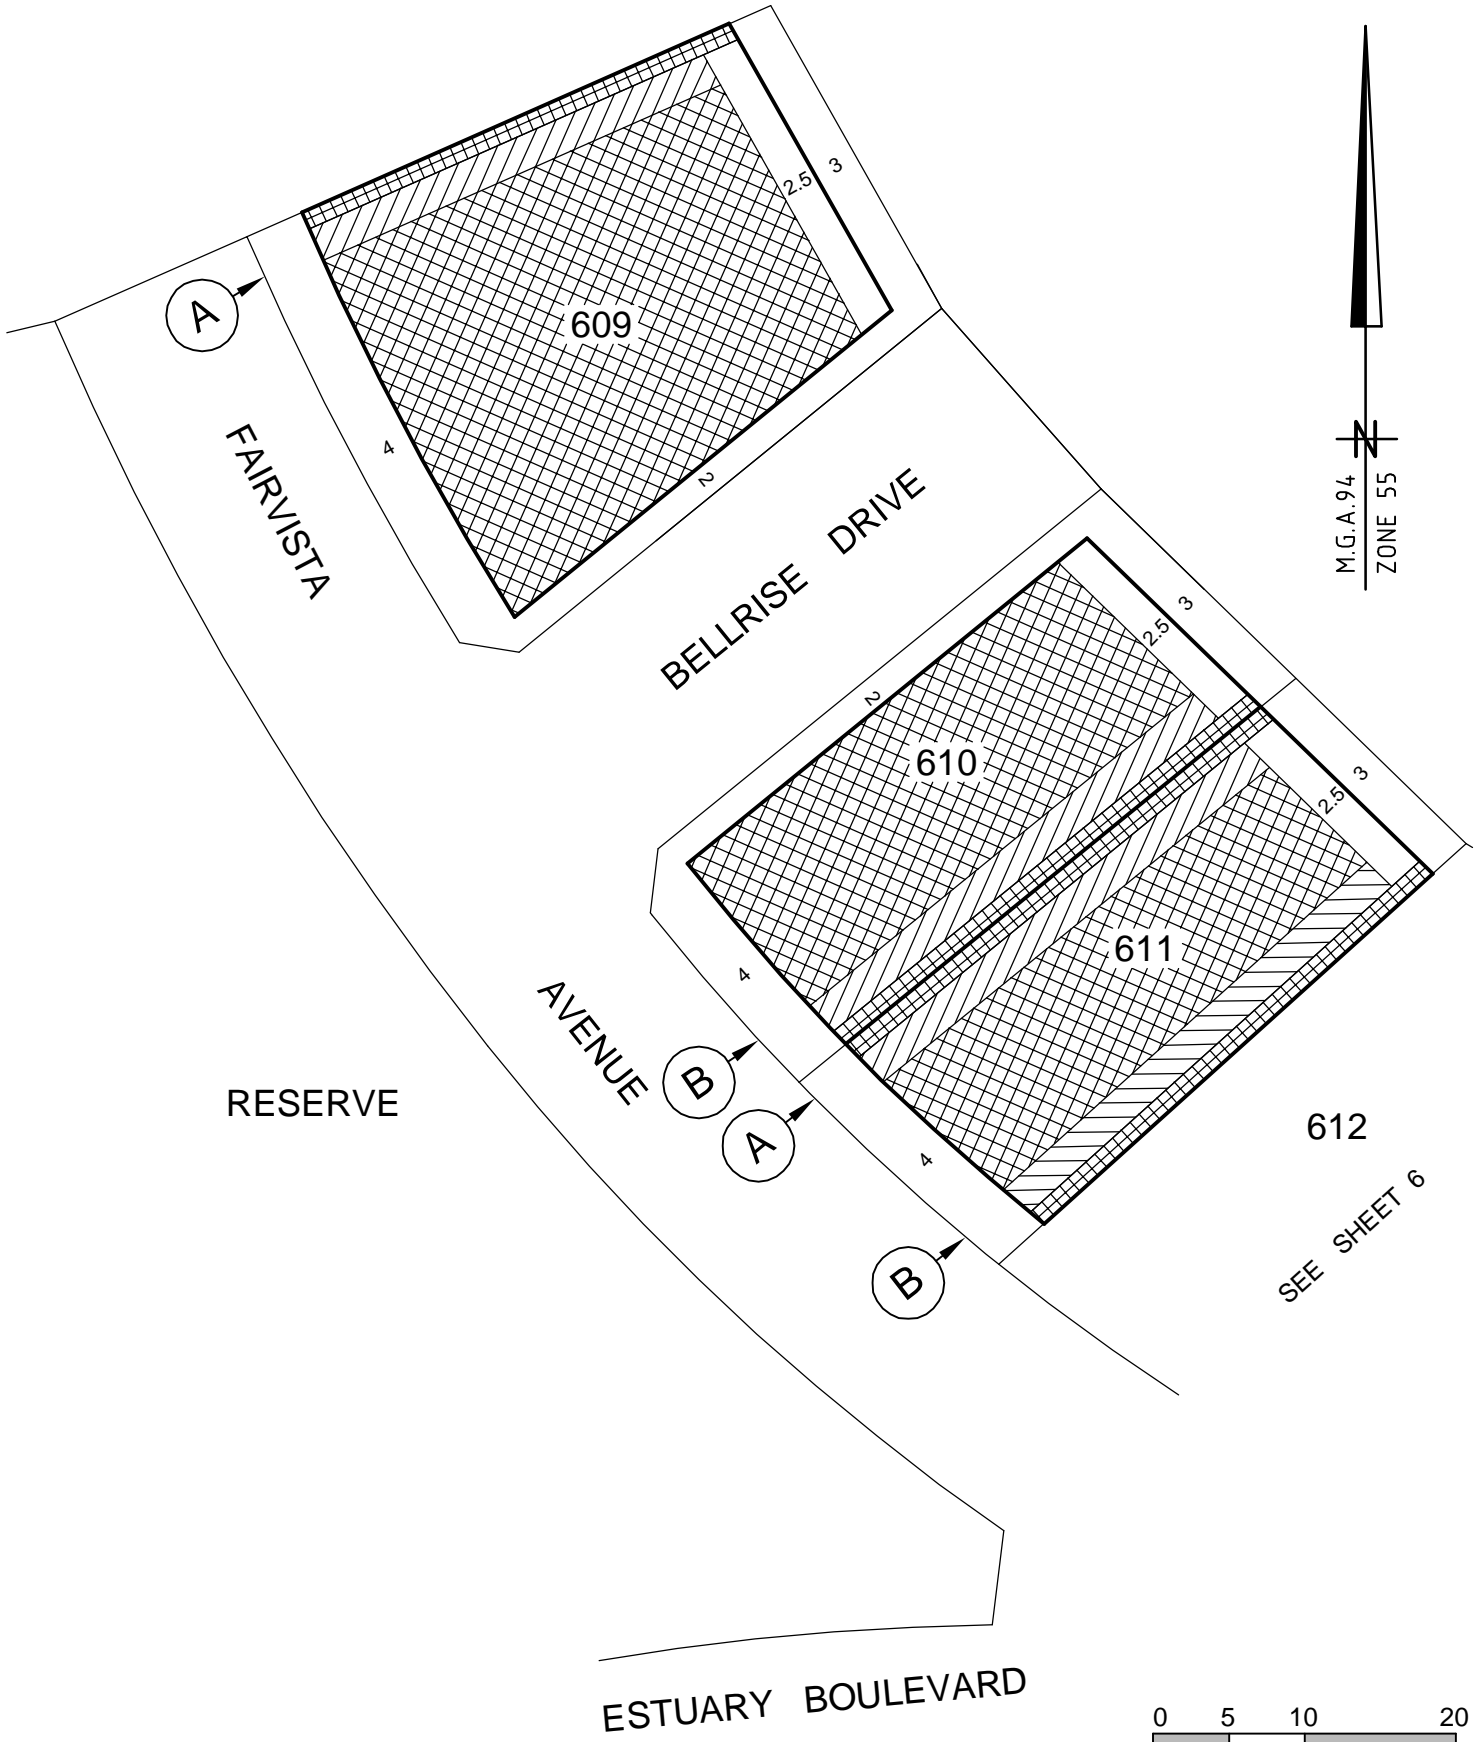 3
2.5
A
609
FAIRVISTA
4
2
BELLRISE DRIVE
N
M.G.A.94
ZONE 55
3
2.5
2
610
3
2.5
611
4
AVENUE
B
A
RESERVE
612
4
SEE SHEET 6
B
ESTUARY BOULEVARD
0 5 10 20